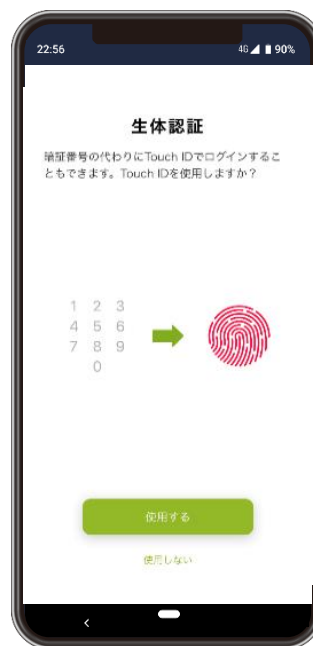 22:56
4G 90%
生体認証
暗証番号の代わりにTouch IDでログインするこ
ともできます。Touch IDを使用しますか？
1 2 3
4 5 6
7 8 9
0
使用する
使用しない